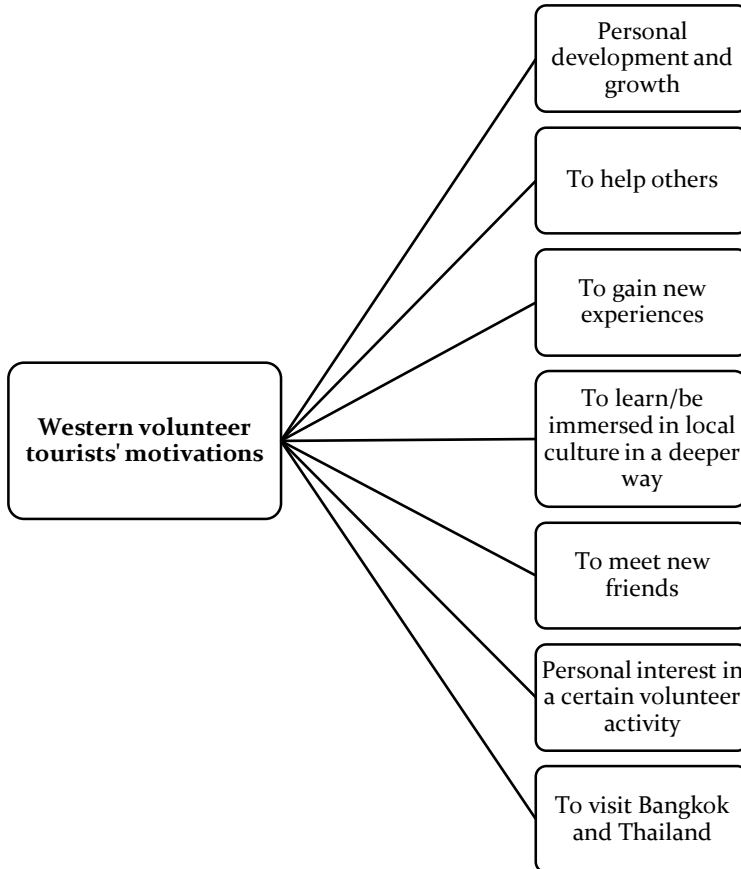 Personal
development and
growth
To help others
To gain new
experiences
Western volunteer
tourists' motivations
To learn/be
immersed in local
culture in a deeper
way
To meet new
friends
Personal interest in
a certain volunteer
activity
To visit Bangkok
and Thailand